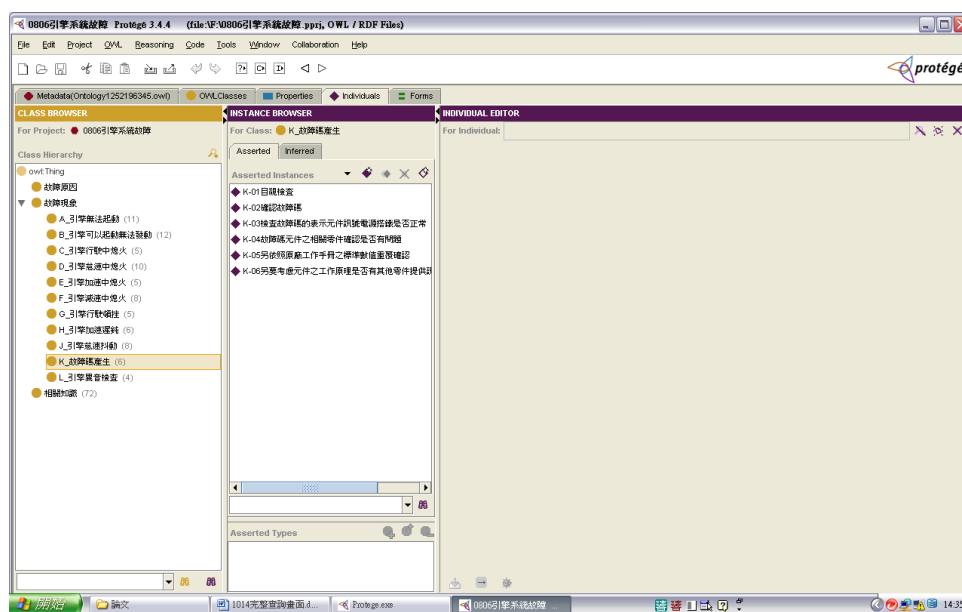 0806引擎系統故障 Protégé 3.4.4 (file:\F:\0806引擎系統故障.pprj, OWL / RDF Files)
File Edit Project OWL Reasoning Code Tools Window Collaboration Help
protégé
Metadata(Ontology1252196345.owl) OWLClasses Properties Individuals Forms
CLASS BROWSER
For Project: 0806引擎系統故障
Class Hierarchy
owl:Thing
故障原因
故障現象
A_引擎無法起動 (11)
B_引擎可以起動無法發動 (12)
C_引擎行駛中熄火 (5)
D_引擎怠速中熄火 (10)
E_引擎加速中熄火 (5)
F_引擎減速中熄火 (8)
G_引擎行駛頓挫 (5)
H_引擎加速遲鈍 (6)
J_引擎怠速抖動 (8)
K_故障碼產生 (6)
L_引擎異音檢查 (4)
相關知識 (72)
INSTANCE BROWSER
For Class: K_故障碼產生
Asserted Inferred
Asserted Instances
K-01目視檢查
K-02確認故障碼
K-03檢查故障碼的表示元件訊號電源搭鐵是否正常
K-04故障碼元件之相關零件確認是否有問題
K-05另依照原廠工作手冊之標準數值重覆確認
K-06另要考慮元件之工作原理是否有其他零件提供訊
Asserted Types
INDIVIDUAL EDITOR
For Individual:
開始 論文 1014完整查詢畫面.d... Protege.exe 0806引擎系統故障 ... 14:35